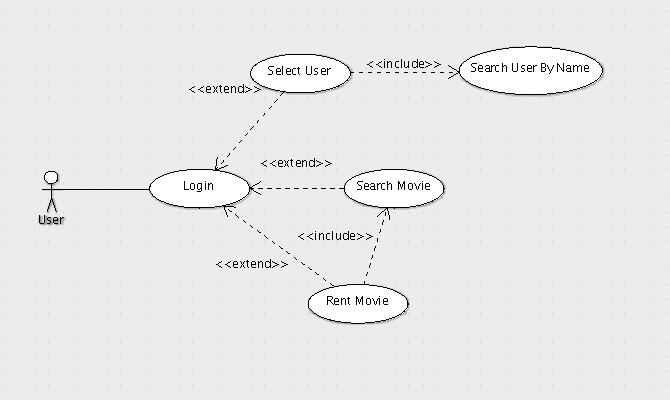 Select User
<<include>>
Search User By Name
<<extend>>
<<extend>>
Login
Search Movie
User
<<include>>
<<extend>>
Rent Movie